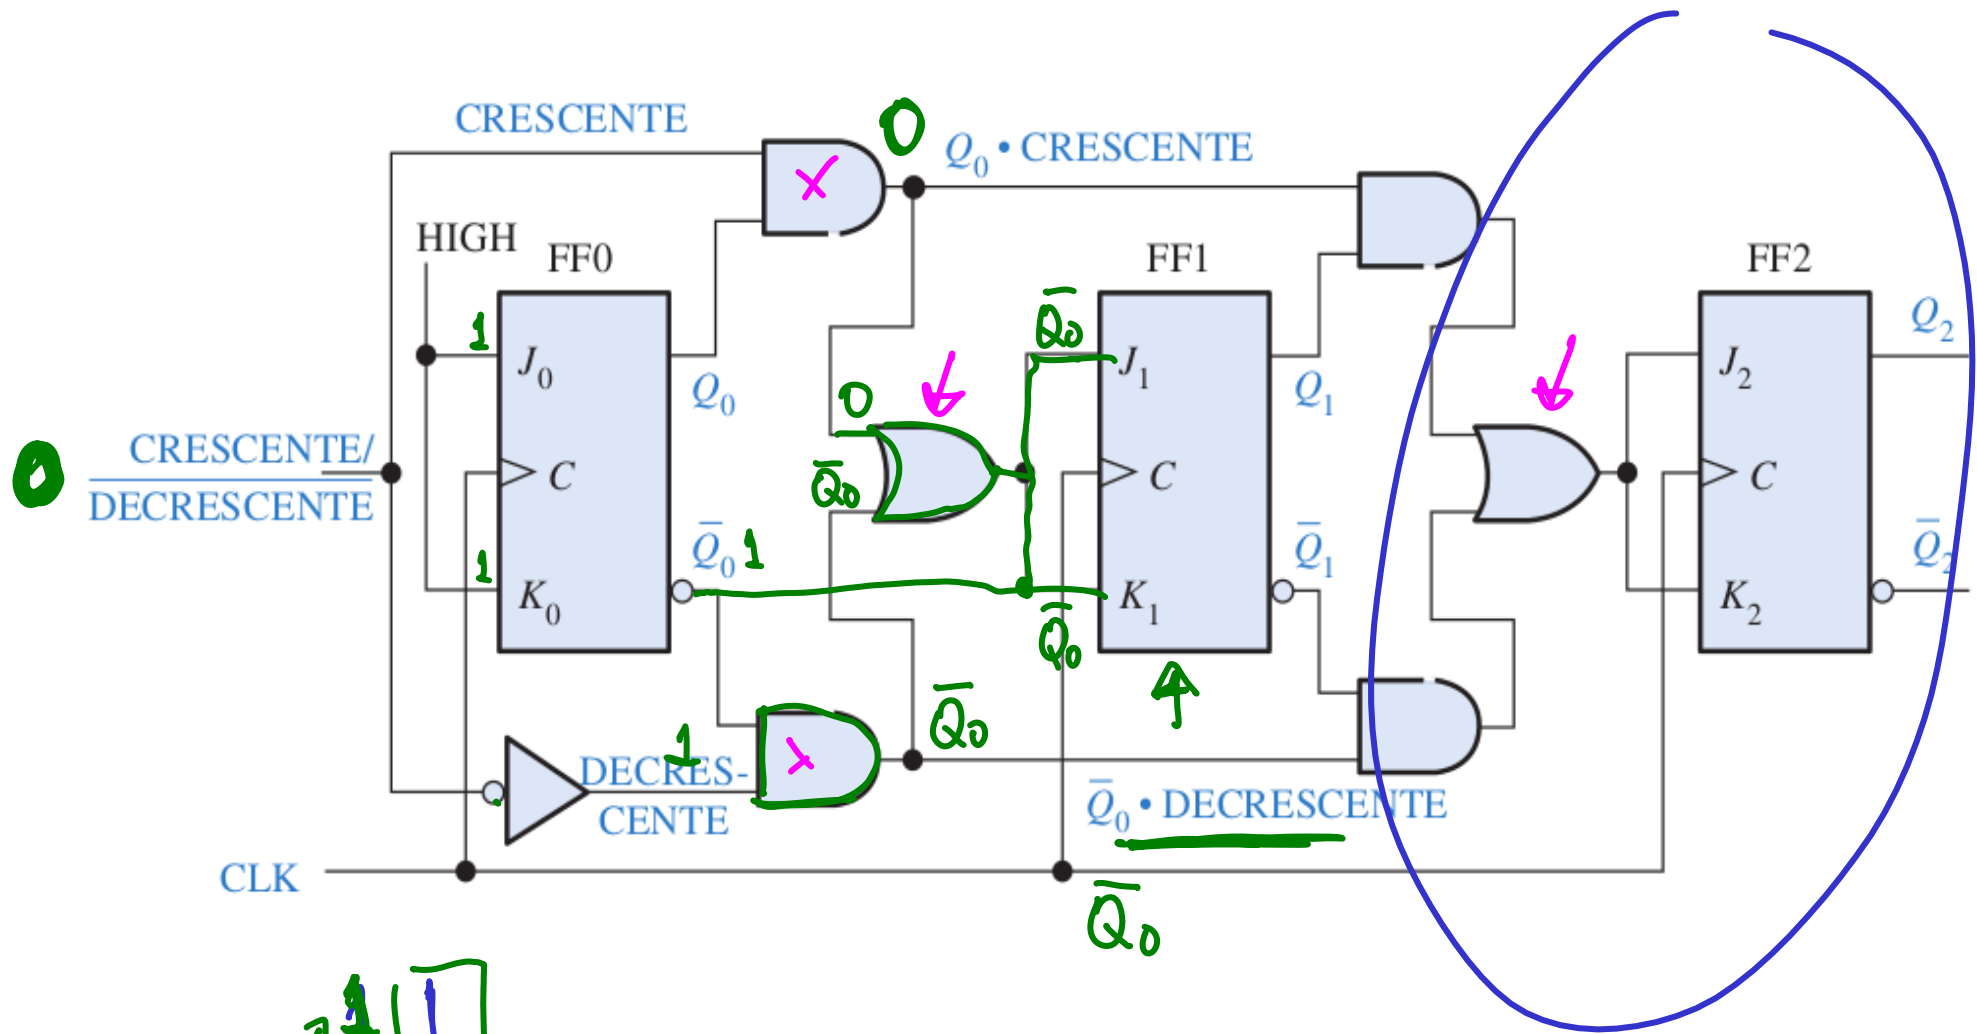 0
CRESCENTE
Q0 • CRESCENTE
HIGH
FF0
FF1
FF2
1
J0
Q0
Q̅0
J1
Q1
J2
Q2
0
0
CRESCENTE/
DECRESCENTE
C
Q̅0
C
C
1
K0
Q̅0 1
K1
Q̅1
K2
Q̅2
Q̅0
Q̅0
1
DECRES-
CENTE
Q̅0 • DECRESCENTE
CLK
Q̅0
1